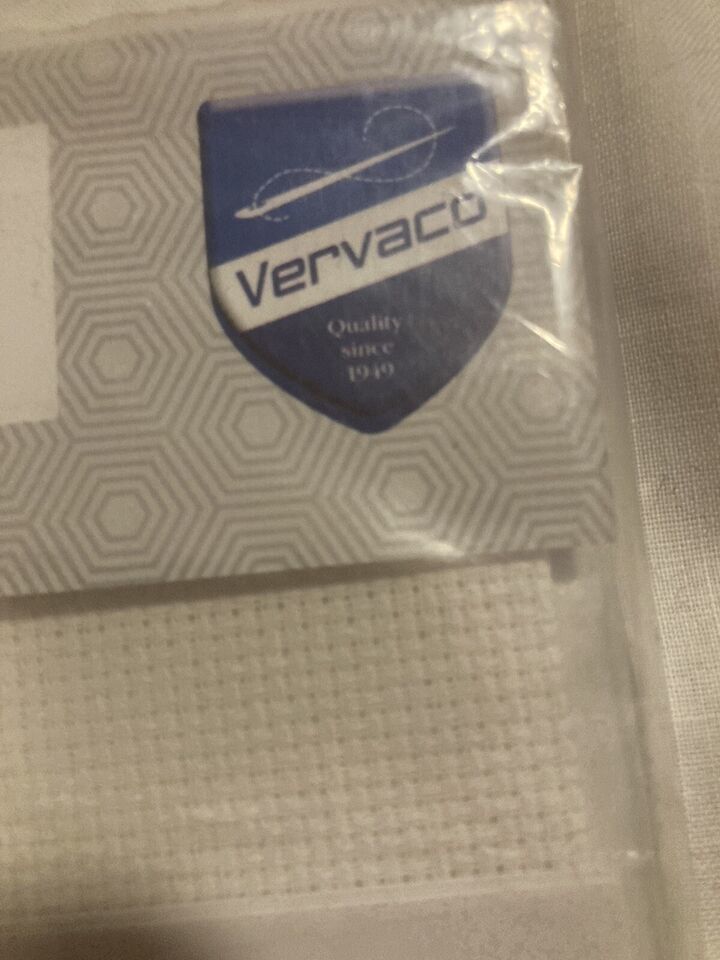 Vervaco
Quality
since
1949